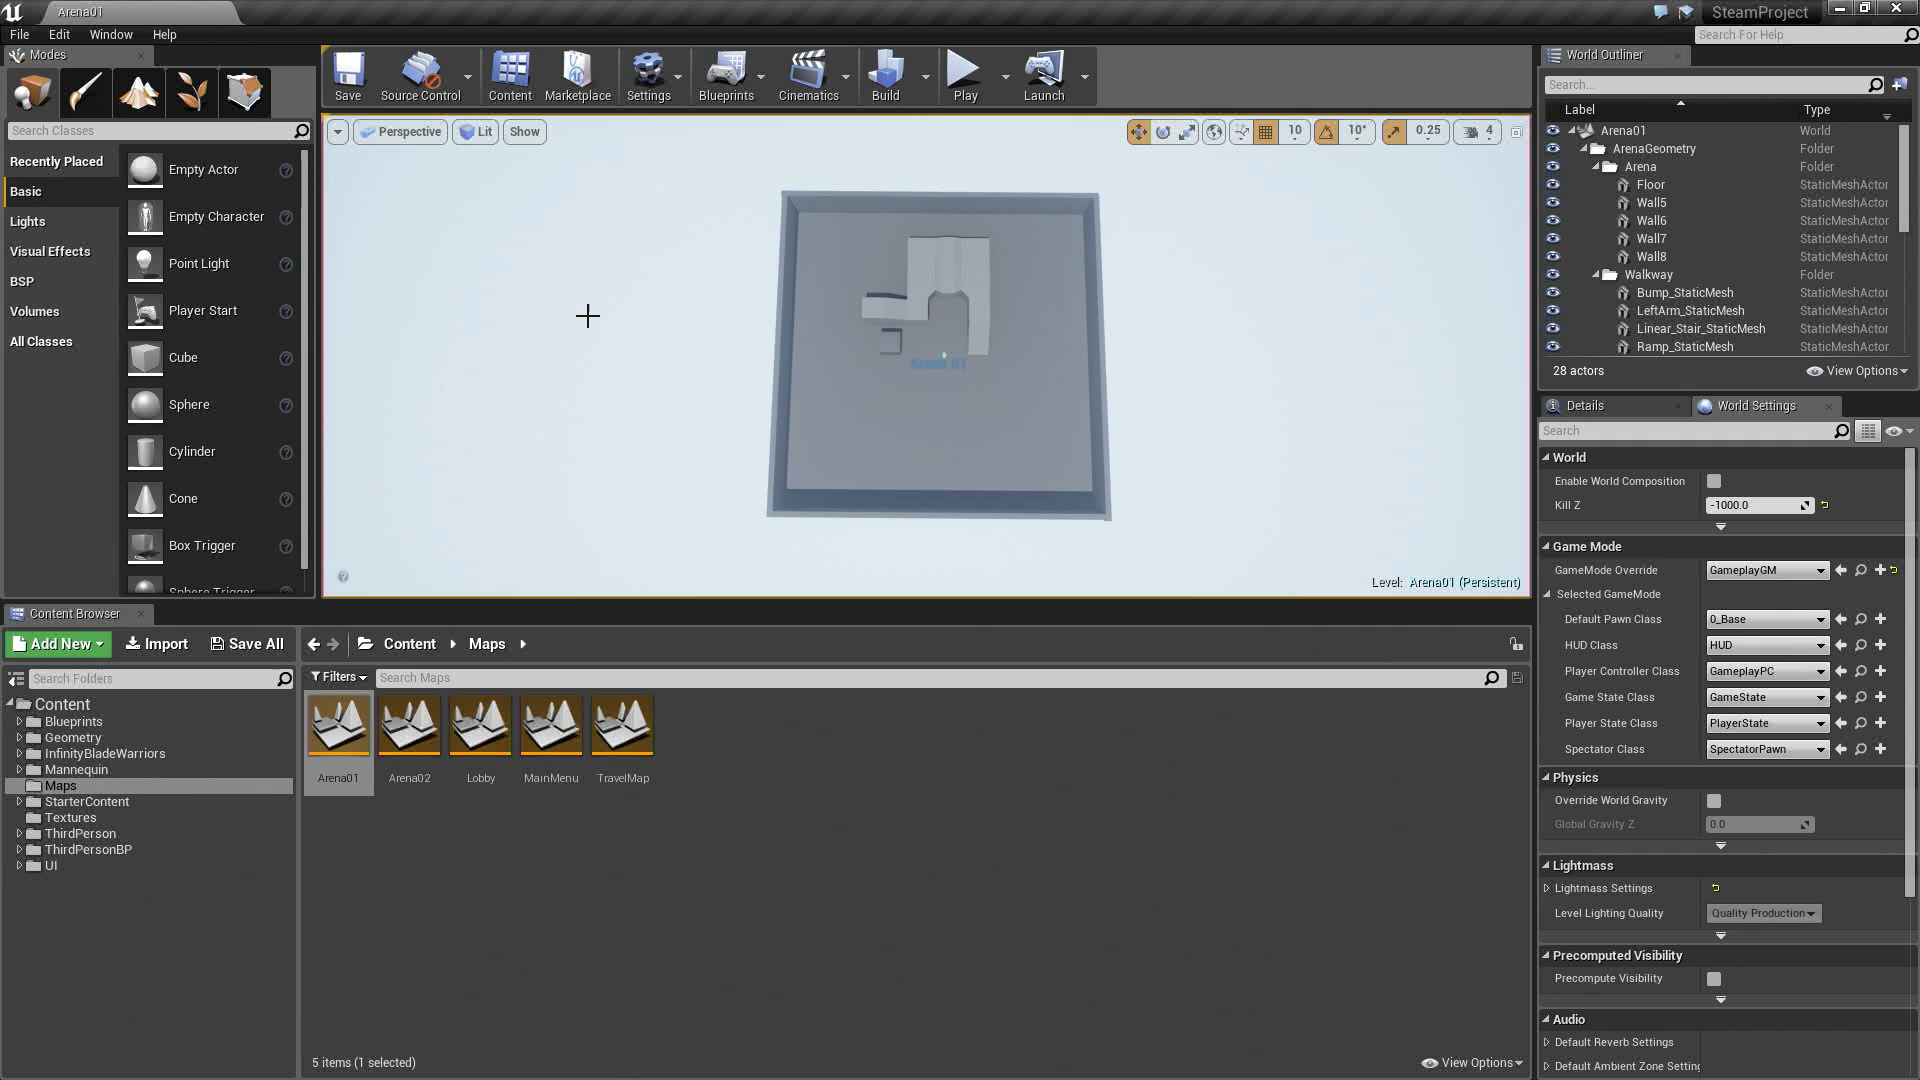 Arena01
SteamProject
File Edit Window Help
Search For Help
Modes
Search Classes
Recently Placed
Basic
Lights
Visual Effects
BSP
Volumes
All Classes
Empty Actor
Empty Character
Point Light
Player Start
Cube
Sphere
Cylinder
Cone
Box Trigger
Sphere Trigger
Save
Source Control
Content
Marketplace
Settings
Blueprints
Cinematics
Build
Play
Launch
Perspective
Lit
Show
10
10°
0.25
4
Level: Arena01 (Persistent)
World Outliner
Search...
Label Type
Arena01 World
ArenaGeometry Folder
Arena Folder
Floor StaticMeshActor
Wall5 StaticMeshActor
Wall6 StaticMeshActor
Wall7 StaticMeshActor
Wall8 StaticMeshActor
Walkway Folder
Bump_StaticMesh StaticMeshActor
LeftArm_StaticMesh StaticMeshActor
Linear_Stair_StaticMesh StaticMeshActor
Ramp_StaticMesh StaticMeshActor
28 actors
View Options
Details
World Settings
Search
World
Enable World Composition
Kill Z -1000.0
Game Mode
GameMode Override GameplayGM
Selected GameMode
Default Pawn Class 0_Base
HUD Class HUD
Player Controller Class GameplayPC
Game State Class GameState
Player State Class PlayerState
Spectator Class SpectatorPawn
Physics
Override World Gravity
Global Gravity Z 0.0
Lightmass
Lightmass Settings
Level Lighting Quality Quality Production
Precomputed Visibility
Precompute Visibility
Audio
Default Reverb Settings
Default Ambient Zone Setting
Content Browser
Add New
Import
Save All
Content
Maps
Search Folders
Filters
Search Maps
Content
Blueprints
Geometry
InfinityBladeWarriors
Mannequin
Maps
StarterContent
Textures
ThirdPerson
ThirdPersonBP
UI
Arena01
Arena02
Lobby
MainMenu
TravelMap
5 items (1 selected)
View Options